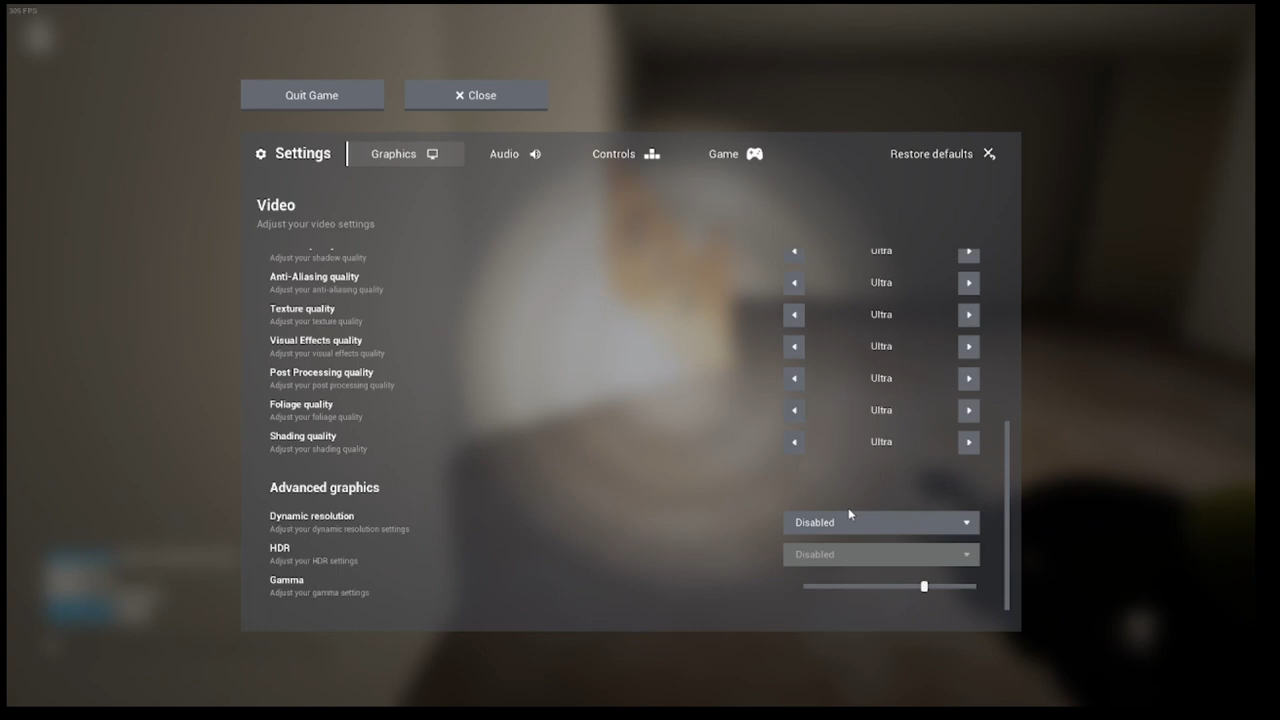 305 FPS
Quit Game
Close
Settings
Graphics
Audio
Controls
Game
Restore defaults
Video
Adjust your video settings
Adjust your shadow quality
Ultra
Anti-Aliasing quality
Adjust your anti-aliasing quality
Ultra
Texture quality
Adjust your texture quality
Ultra
Visual Effects quality
Adjust your visual effects quality
Ultra
Post Processing quality
Adjust your post processing quality
Ultra
Foliage quality
Adjust your foliage quality
Ultra
Shading quality
Adjust your shading quality
Ultra
Advanced graphics
Dynamic resolution
Adjust your dynamic resolution settings
Disabled
HDR
Adjust your HDR settings
Disabled
Gamma
Adjust your gamma settings